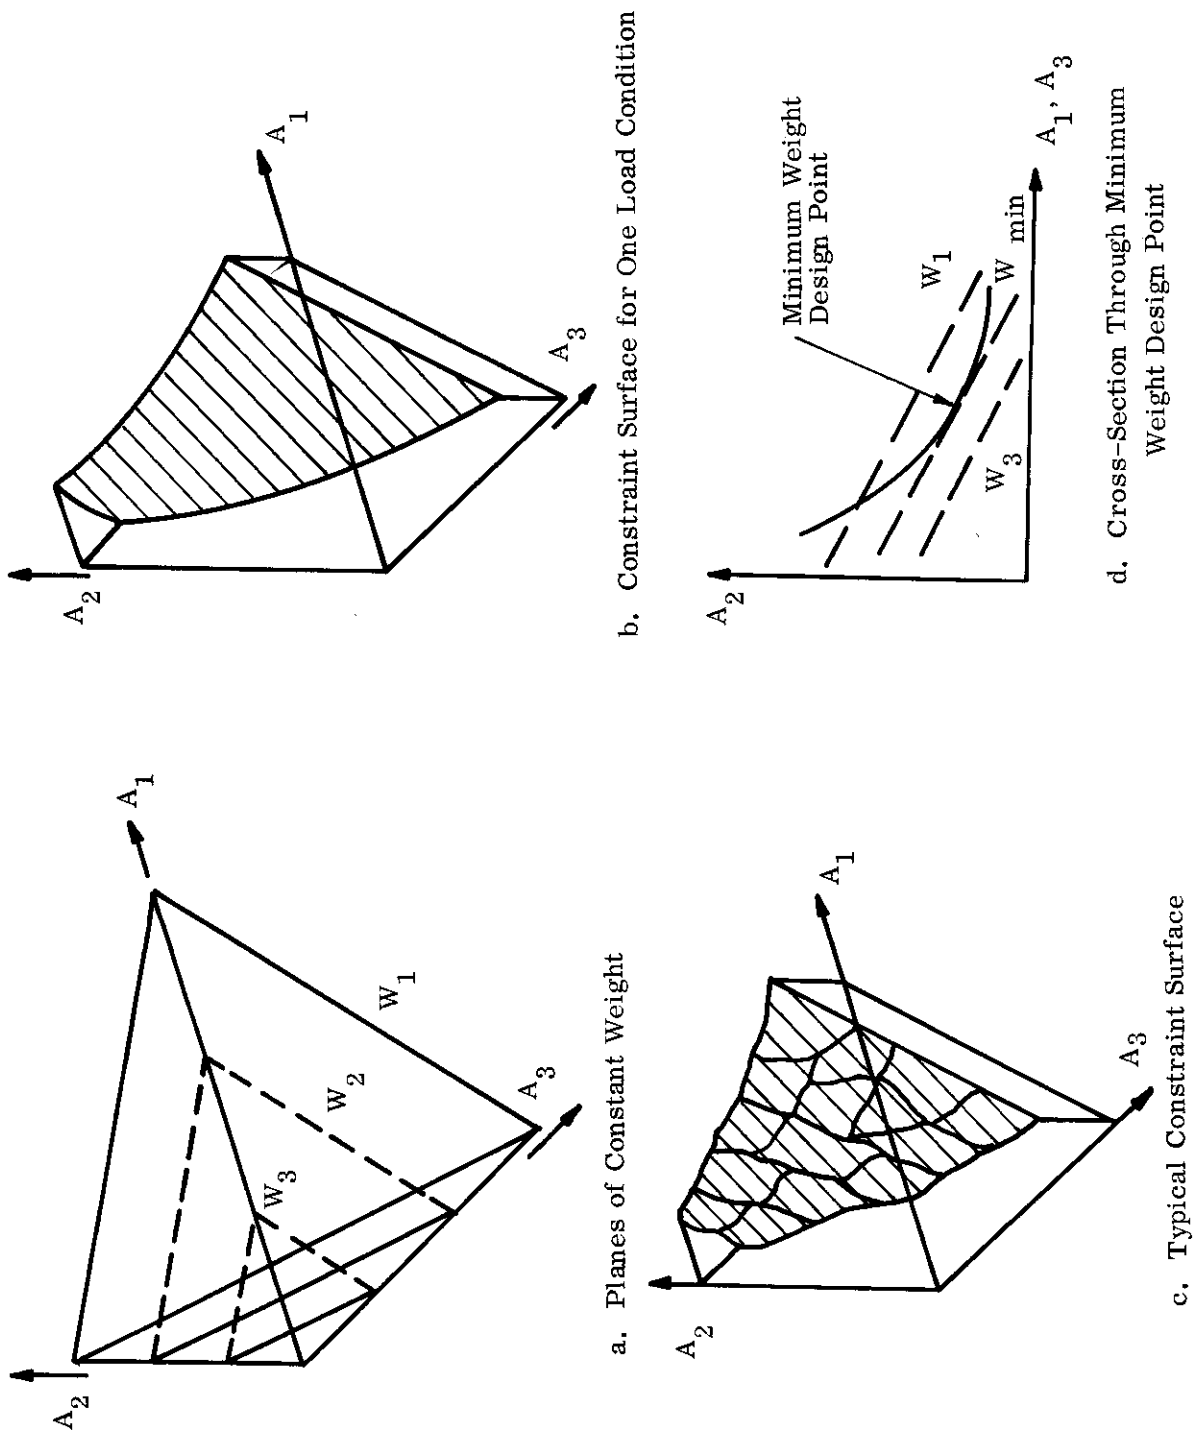 A2
A1
W1
W2
W3
A3
a. Planes of Constant Weight
A2
A1
A3
b. Constraint Surface for One Load Condition
A2
A1
A3
c. Typical Constraint Surface
A2
Minimum Weight
Design Point
W1
W min
W3
A1, A3
d. Cross-Section Through Minimum
Weight Design Point